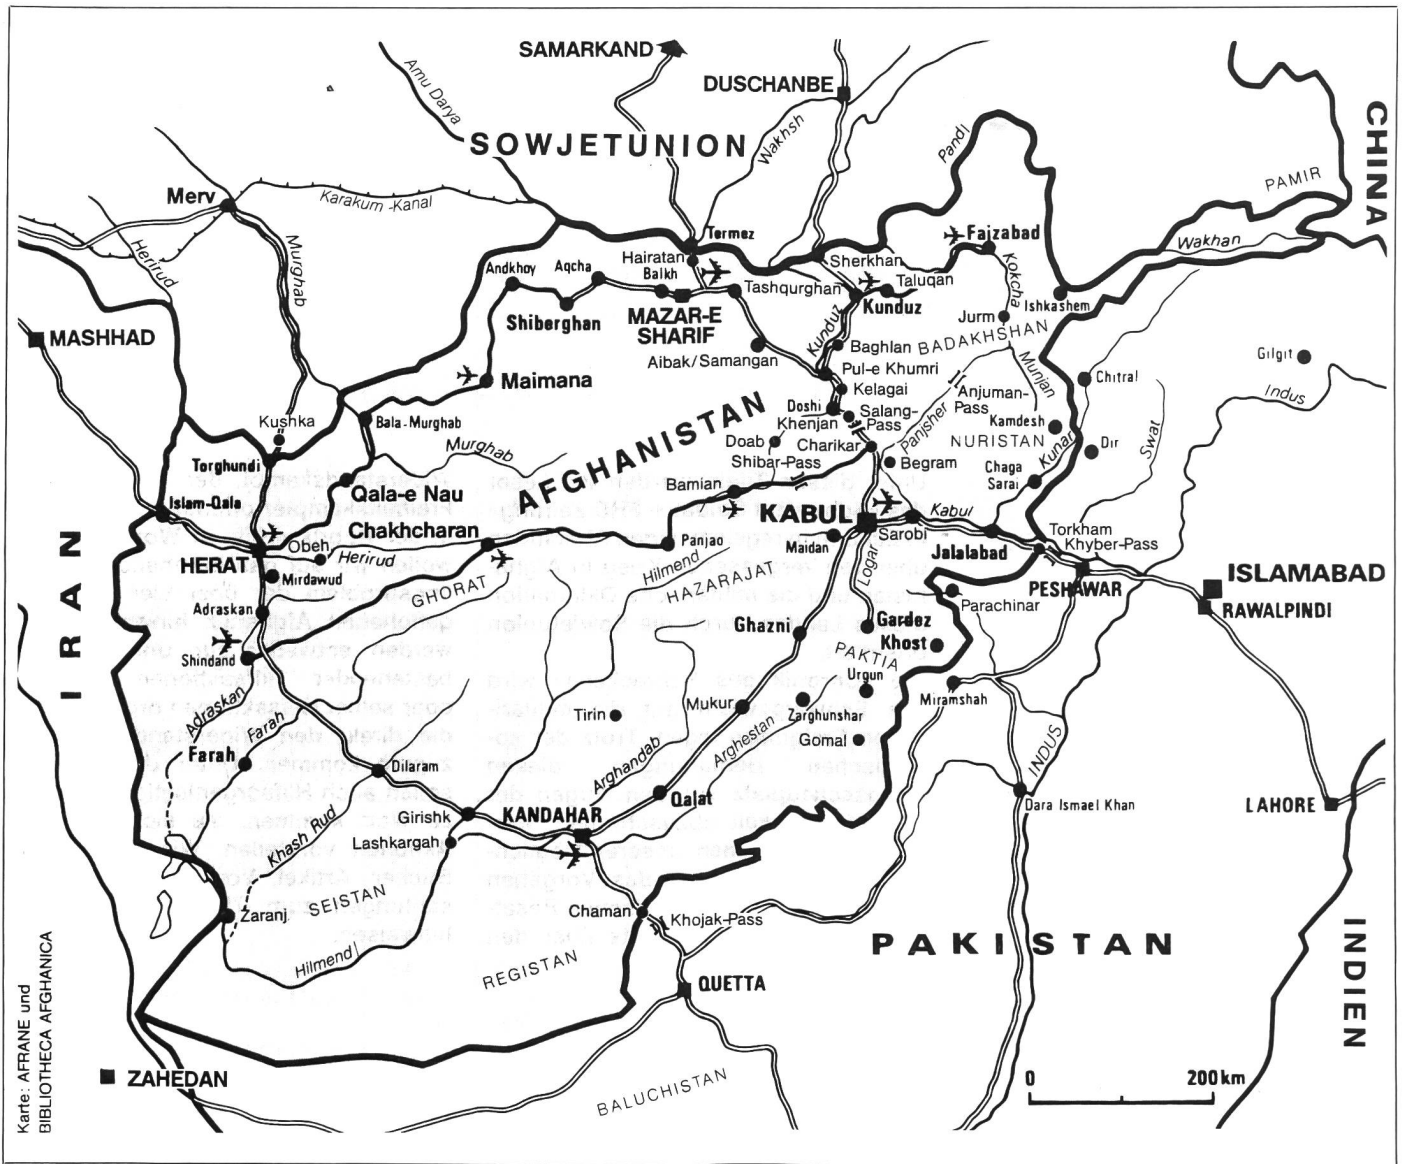 SAMARKAND
DUSCHANBE
Amu Darya
SOWJETUNION
Wakhsh
Pandj
CHINA
PAMIR
Merv
Karakum-Kanal
Herirud
Murghab
Termez
Hairatan
Balkh
Faizabad
Wakhan
Andkhoy
Aqcha
Sherkhan
Taluqan
Kokcha
Ishkashem
Tashqurghan
Kunduz
Shiberghan
MAZAR-E
SHARIF
Kunduz
Jurm
BADAKHSHAN
MASHHAD
Aibak/Samangan
Baghlan
Munjan
Gilgit
Maimana
Pul-e Khumri
Kelagai
Anjuman-
Pass
Chitral
Indus
Kushka
Bala-Murghab
Doshi
Khenjan
Salang-
Pass
Panjsher
Kamdesh
NURISTAN
Kunar
Dir
Swat
Murghab
AFGHANISTAN
Doab
Shibar-Pass
Charikar
Begram
Chaga
Sarai
Torghundi
Islam-Qala
Qala-e Nau
Bamian
Chakhcharan
KABUL
Kabul
Sarobi
Torkham
Khyber-Pass
IRAN
HERAT
Obeh
Herirud
Panjao
Maidan
Jalalabad
Mirdawud
GHORAT
Hilmend
HAZARAJAT
Logar
PESHAWAR
ISLAMABAD
RAWALPINDI
Adraskan
Parachinar
Ghazni
Gardez
Khost
Shindand
PAKTIA
Urgun
Miramshah
Adraskan
Farah
Farah
Tirin
Mukur
Zarghunshar
Gomal
Arghestan
INDUS
Dilaram
Arghandab
Qalat
Girishk
KANDAHAR
Dara Ismael Khan
LAHORE
Khash Rud
Lashkargah
Zaranj
SEISTAN
Chaman
Khojak-Pass
PAKISTAN
INDIEN
Hilmend
REGISTAN
QUETTA
ZAHEDAN
BALUCHISTAN
0 200km
Karte: AFRANE und
BIBLIOTHECA AFGHANICA